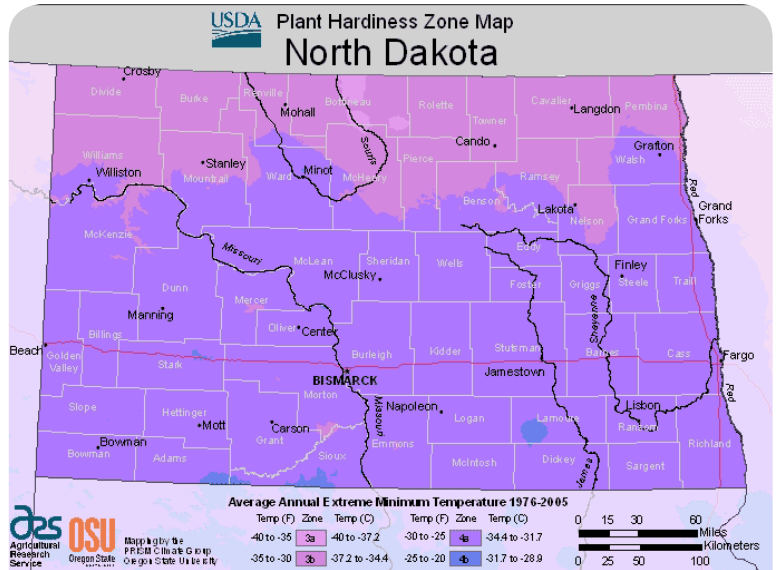 USDA
Plant Hardiness Zone Map
North Dakota
Crosby
Divide
Burke
Renville
Mohall
Bottineau
Rolette
Towner
Cavalier
Langdon
Pembina
Cando
Souris
Pierce
Grafton
Walsh
Williams
Williston
Stanley
Mountrail
Ward
Minot
McHenry
Ramsey
Benson
Lakota
Nelson
Red
Grand Forks
Grand
Forks
McKenzie
Missouri
McLean
Sheridan
McClusky
Wells
Eddy
Foster
Griggs
Sheyenne
Finley
Steele
Traill
Dunn
Manning
Mercer
Oliver
Center
Billings
Beach
Golden
Valley
Stark
Burleigh
BISMARCK
Kidder
Stutsman
Jamestown
Barnes
Cass
Fargo
Red
Morton
Slope
Hettinger
Mott
Carson
Grant
Missouri
Napoleon
Logan
Lamoure
Lisbon
Ransom
Richland
Bowman
Bowman
Adams
Sioux
Emmons
McIntosh
Dickey
James
Sargent
Average Annual Extreme Minimum Temperature 1976-2005
Temp (F) Zone Temp (C) Temp (F) Zone Temp (C)
-40 to -35 3a -40 to -37.2 -30 to -25 4a -34.4 to -31.7
-35 to -30 3b -37.2 to -34.4 -25 to -20 4b -31.7 to -28.9
0 15 30 60
Miles
Kilometers
0 25 50 100
ars
Agricultural
Research
Service
OSU
Oregon State
Mapping by the
PRISM Climate Group
Oregon State University